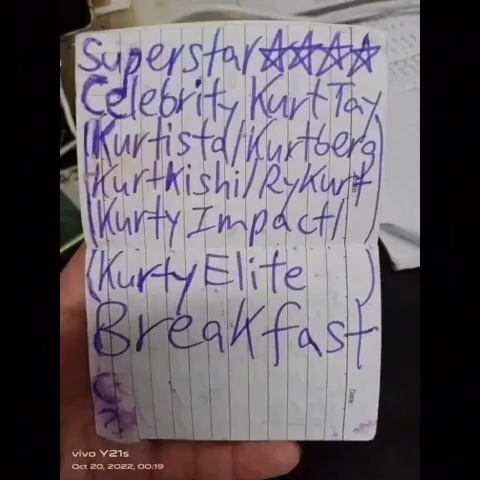 Superstar☆☆☆☆
Celebrity Kurt Tay
(Kurtista/Kurtberg)
(KurtKishi/RyKurt
(Kurty Impact/ )
(Kurty Elite )
Breakfast
vivo Y21s
Oct 20, 2022, 00:19